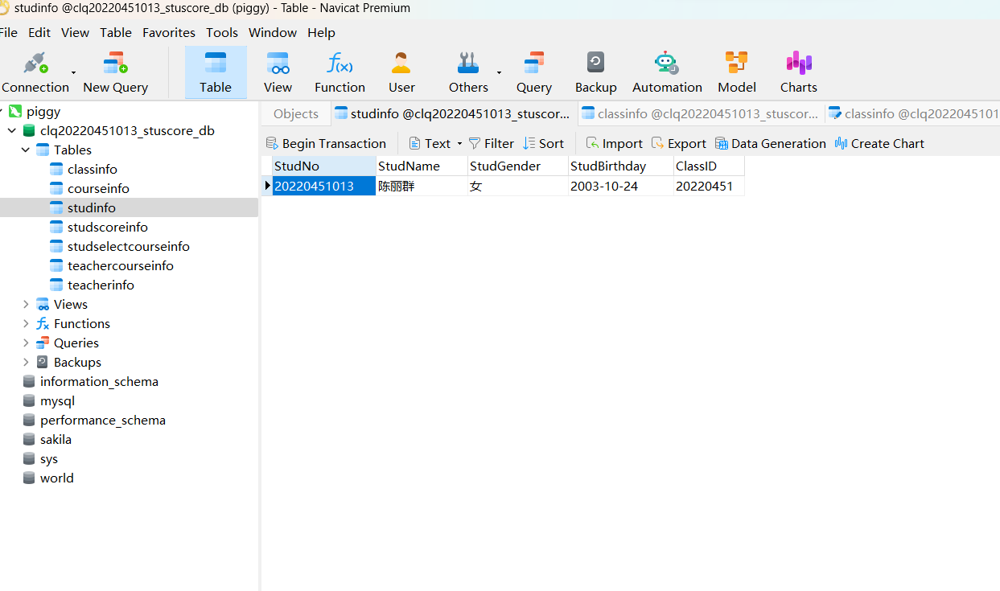 studinfo @clq20220451013_stuscore_db (piggy) - Table - Navicat Premium
File Edit View Table Favorites Tools Window Help
Connection New Query Table View Function User Others Query Backup Automation Model Charts
piggy
clq20220451013_stuscore_db
Tables
classinfo
courseinfo
studinfo
studscoreinfo
studselectcourseinfo
teachercourseinfo
teacherinfo
Views
Functions
Queries
Backups
information_schema
mysql
performance_schema
sakila
sys
world
Objects studinfo @clq20220451013_stuscor... classinfo @clq20220451013_stuscor... classinfo @clq2022045101
Begin Transaction Text Filter Sort Import Export Data Generation Create Chart
StudNo StudName StudGender StudBirthday ClassID
20220451013 陈丽群 女 2003-10-24 20220451